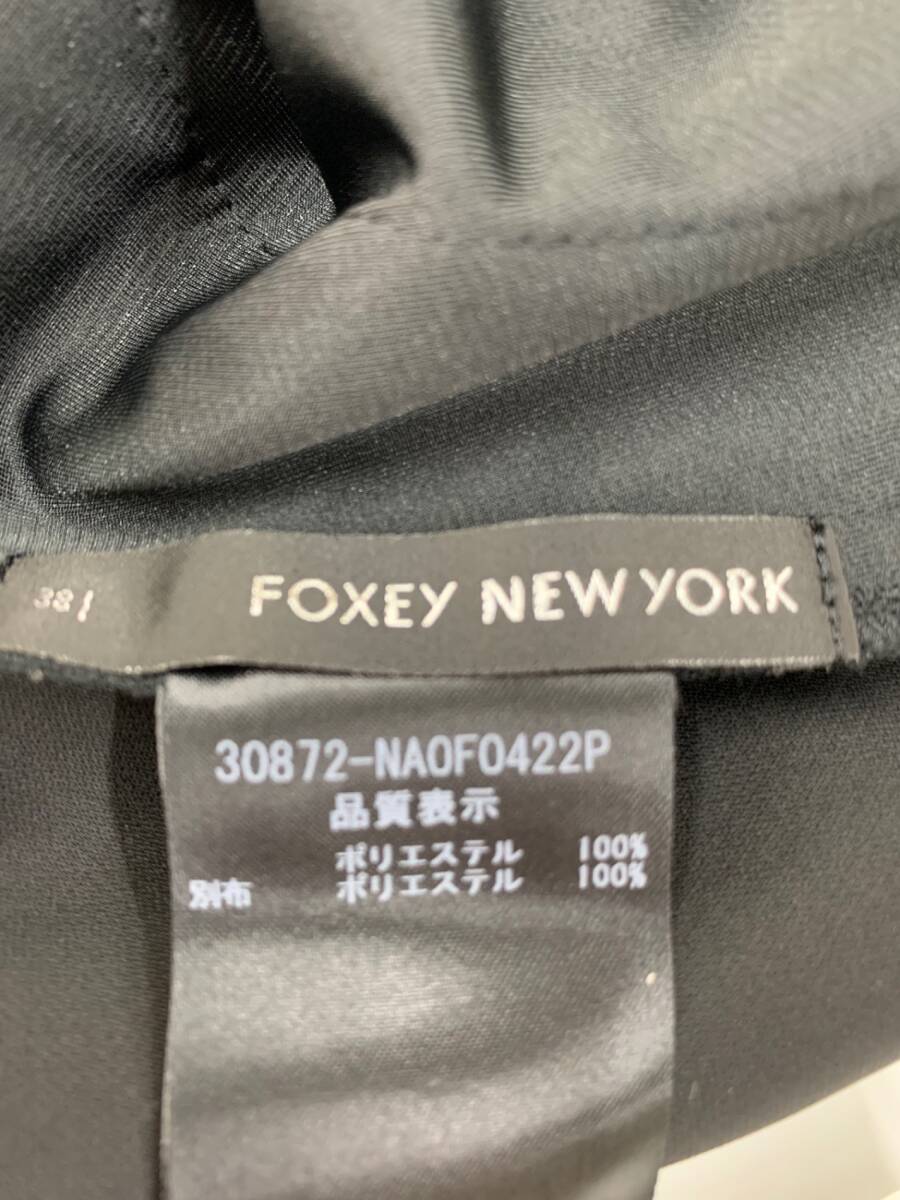 38
FOXEY NEW YORK
30872-NA0F0422P
品質表示
ポリエステル 100%
別布 ポリエステル 100%